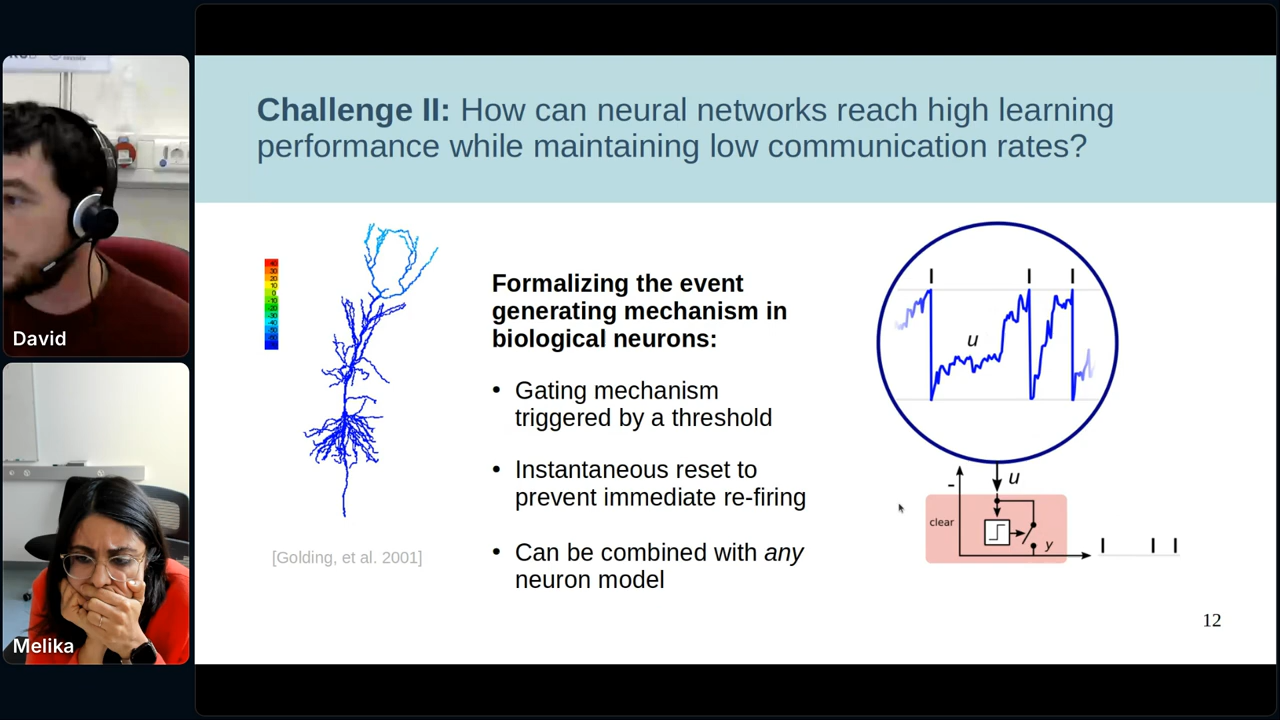 Challenge II: How can neural networks reach high learning
performance while maintaining low communication rates?
Formalizing the event
generating mechanism in
biological neurons:
• Gating mechanism
triggered by a threshold
• Instantaneous reset to
prevent immediate re-firing
• Can be combined with any
neuron model
[Golding, et al. 2001]
u
u
-
clear
y
12
David
Melika